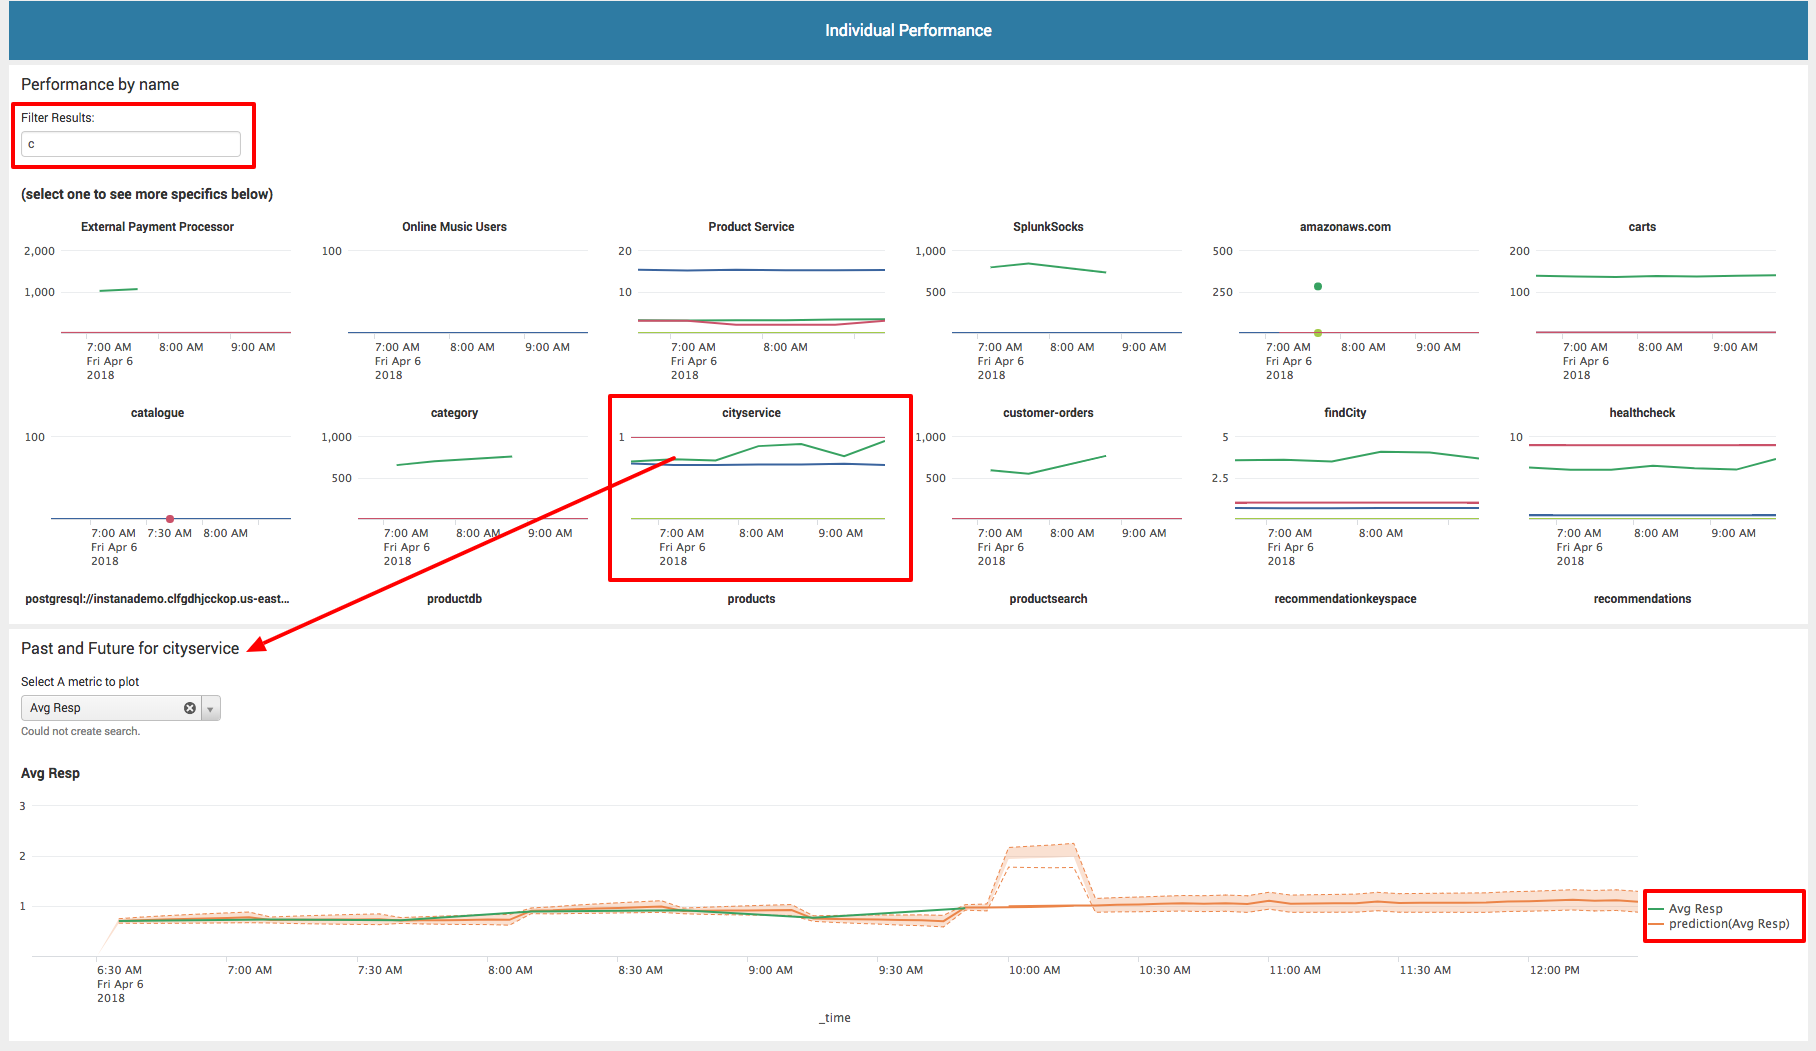 Individual Performance
Performance by name
Filter Results:
c
(select one to see more specifics below)
External Payment Processor
2,000
1,000
7:00 AM 8:00 AM 9:00 AM
Fri Apr 6
2018
Online Music Users
100
7:00 AM 8:00 AM 9:00 AM
Fri Apr 6
2018
Product Service
20
10
7:00 AM 8:00 AM
Fri Apr 6
2018
SplunkSocks
1,000
500
7:00 AM 8:00 AM 9:00 AM
Fri Apr 6
2018
amazonaws.com
500
250
7:00 AM 8:00 AM 9:00 AM
Fri Apr 6
2018
carts
200
100
7:00 AM 8:00 AM 9:00 AM
Fri Apr 6
2018
catalogue
100
7:00 AM 7:30 AM 8:00 AM
Fri Apr 6
2018
category
1,000
500
7:00 AM 8:00 AM 9:00 AM
Fri Apr 6
2018
cityservice
1
7:00 AM 8:00 AM 9:00 AM
Fri Apr 6
2018
customer-orders
1,000
500
7:00 AM 8:00 AM 9:00 AM
Fri Apr 6
2018
findCity
5
2.5
7:00 AM 8:00 AM
Fri Apr 6
2018
healthcheck
10
7:00 AM 8:00 AM 9:00 AM
Fri Apr 6
2018
postgresql://instanademo.clfgdhjcckop.us-east...
productdb
products
productsearch
recommendationkeyspace
recommendations
Past and Future for cityservice
Select A metric to plot
Avg Resp
Could not create search.
Avg Resp
3
2
1
6:30 AM 7:00 AM 7:30 AM 8:00 AM 8:30 AM 9:00 AM 9:30 AM 10:00 AM 10:30 AM 11:00 AM 11:30 AM 12:00 PM
Fri Apr 6
2018
_time
Avg Resp
prediction(Avg Resp)